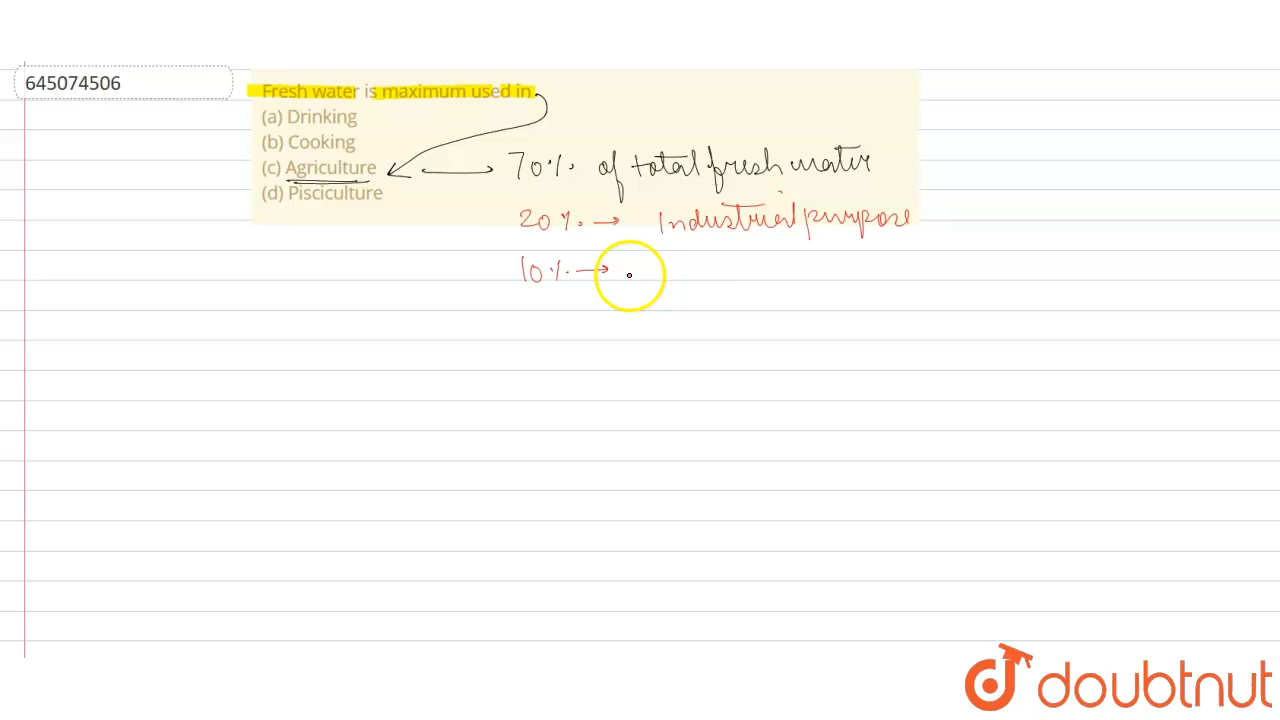 645074506
Fresh water is maximum used in
(a) Drinking
(b) Cooking
(c) Agriculture → 70% of total fresh water
(d) Pisciculture
20% → Industrial purpose
10% →
doubtnut